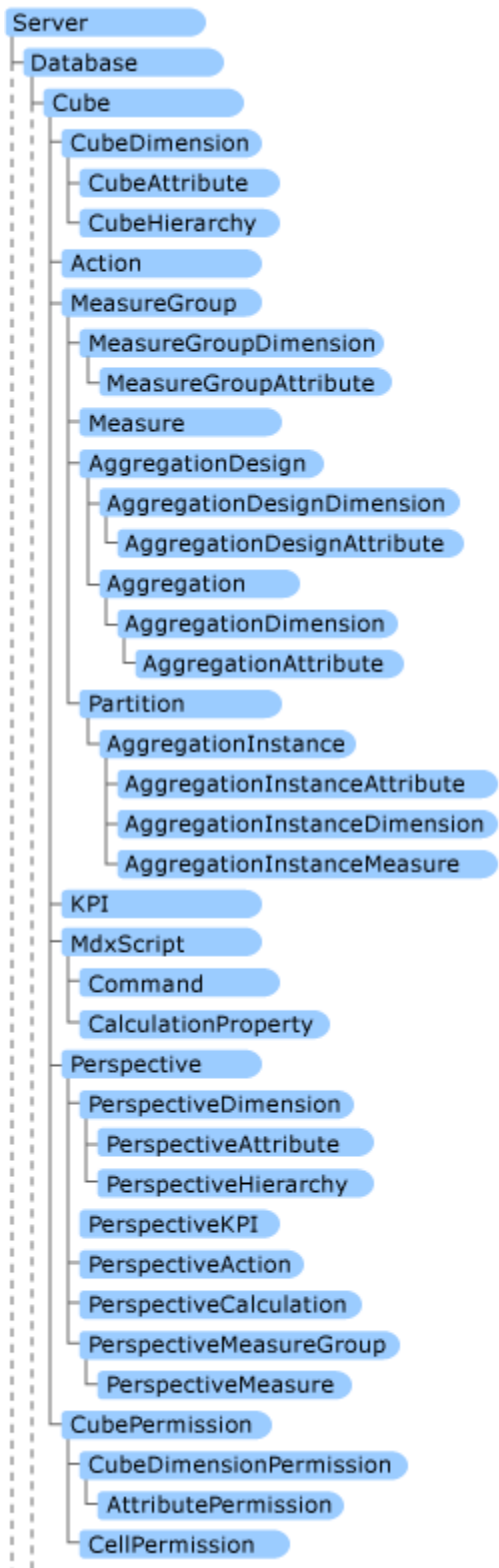 Server
Database
Cube
CubeDimension
CubeAttribute
CubeHierarchy
Action
MeasureGroup
MeasureGroupDimension
MeasureGroupAttribute
Measure
AggregationDesign
AggregationDesignDimension
AggregationDesignAttribute
Aggregation
AggregationDimension
AggregationAttribute
Partition
AggregationInstance
AggregationInstanceAttribute
AggregationInstanceDimension
AggregationInstanceMeasure
KPI
MdxScript
Command
CalculationProperty
Perspective
PerspectiveDimension
PerspectiveAttribute
PerspectiveHierarchy
PerspectiveKPI
PerspectiveAction
PerspectiveCalculation
PerspectiveMeasureGroup
PerspectiveMeasure
CubePermission
CubeDimensionPermission
AttributePermission
CellPermission